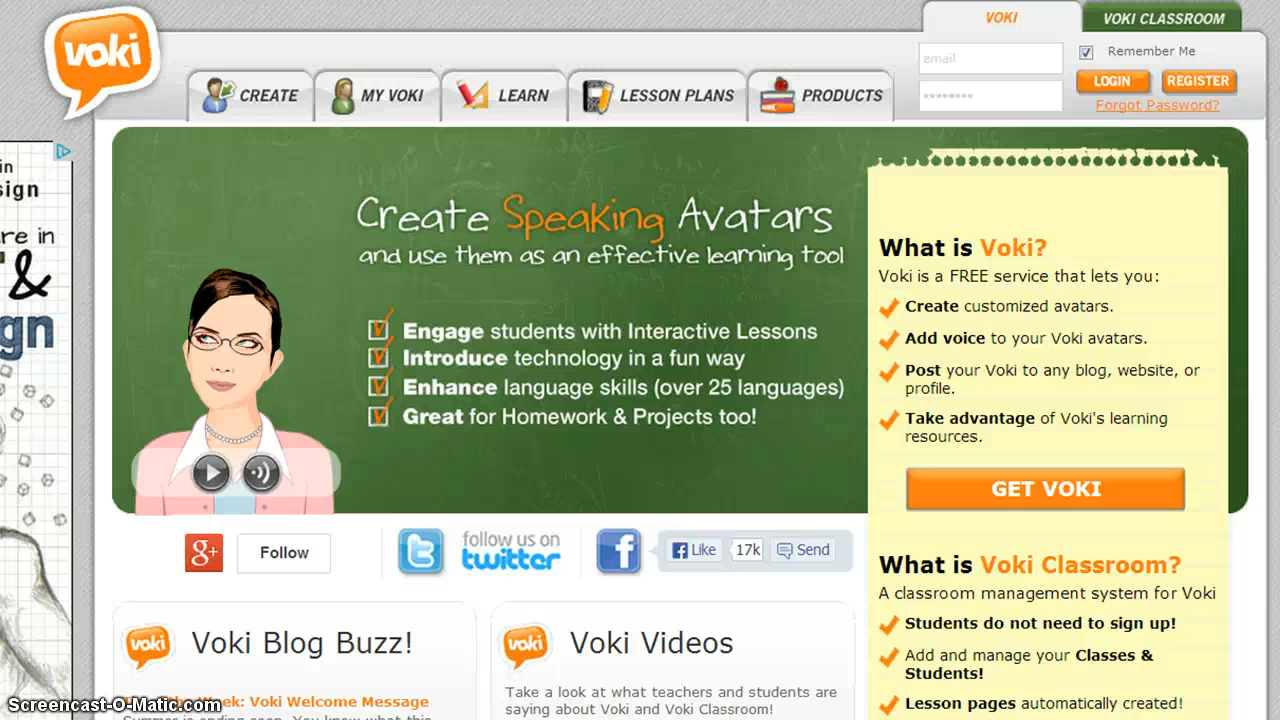 voki
VOKI
VOKI CLASSROOM
email
Remember Me
LOGIN
REGISTER
Forgot Password?
CREATE
MY VOKI
LEARN
LESSON PLANS
PRODUCTS
in
sign
re in
&
gn
Create Speaking Avatars
and use them as an effective learning tool
Engage students with Interactive Lessons
Introduce technology in a fun way
Enhance language skills (over 25 languages)
Great for Homework & Projects too!
What is Voki?
Voki is a FREE service that lets you:
Create customized avatars.
Add voice to your Voki avatars.
Post your Voki to any blog, website, or
profile.
Take advantage of Voki's learning
resources.
GET VOKI
g+
Follow
follow us on
twitter
Like
17k
Send
What is Voki Classroom?
A classroom management system for Voki
Students do not need to sign up!
Add and manage your Classes &
Students!
Lesson pages automatically created!
voki
Voki Blog Buzz!
Week: Voki Welcome Message
voki
Voki Videos
Take a look at what teachers and students are
saying about Voki and Voki Classroom!
Screencast-O-Matic.com